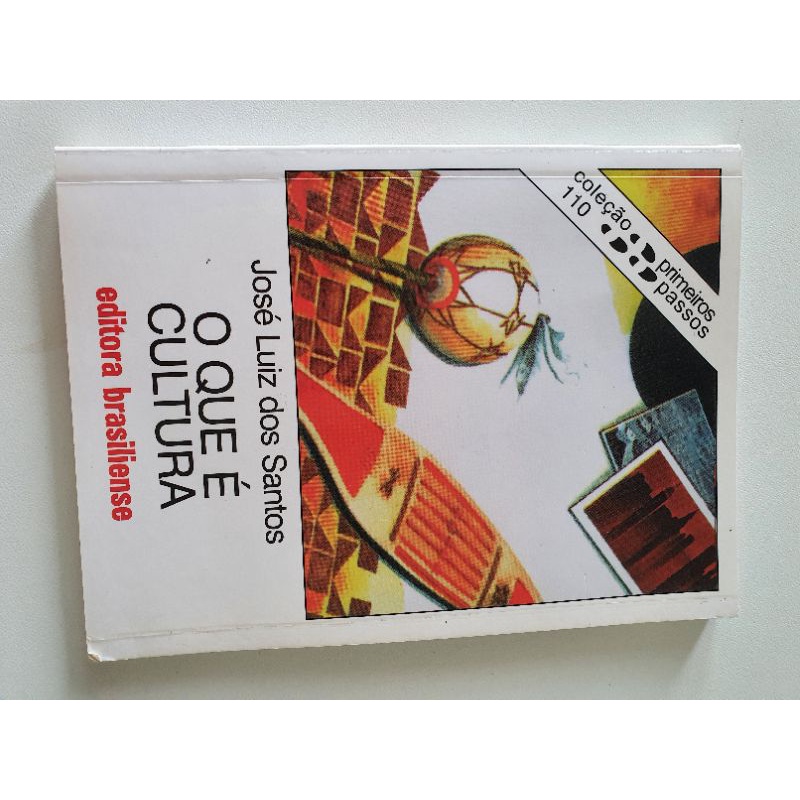 coleção
primeiros
110
passos
José Luiz dos Santos
O QUE É
CULTURA
editora brasiliense